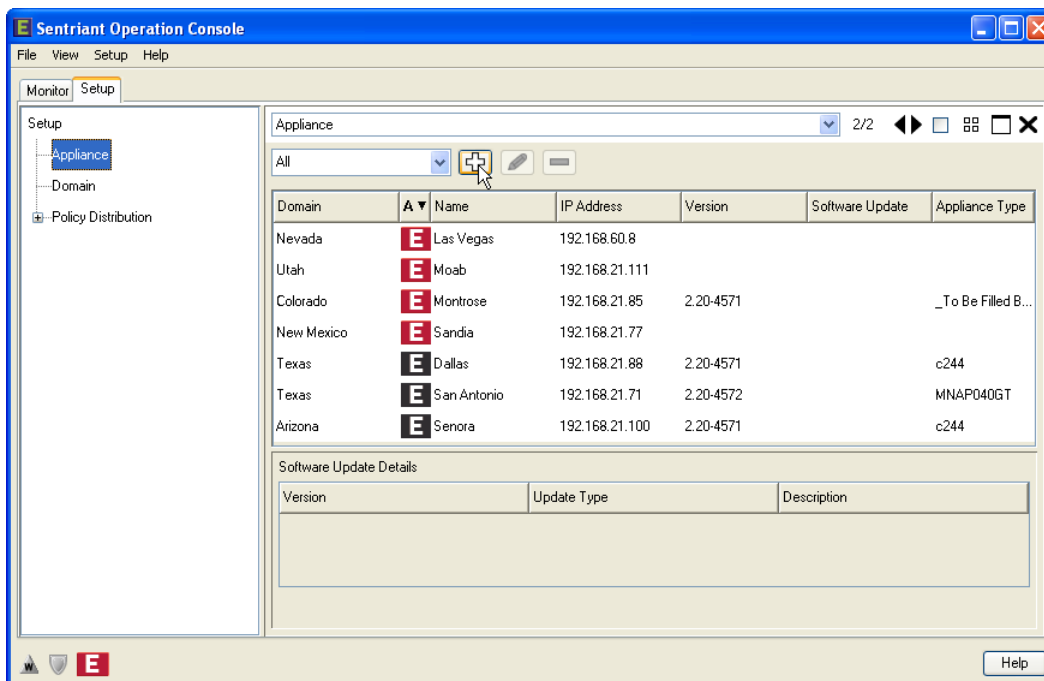 E Sentriant Operation Console
File View Setup Help
Monitor Setup
Setup
Appliance
Domain
Policy Distribution
Appliance 2/2
All
Domain A Name IP Address Version Software Update Appliance Type
Nevada E Las Vegas 192.168.60.8
Utah E Moab 192.168.21.111
Colorado E Montrose 192.168.21.85 2.20-4571 _To Be Filled B...
New Mexico E Sandia 192.168.21.77
Texas E Dallas 192.168.21.88 2.20-4571 c244
Texas E San Antonio 192.168.21.71 2.20-4572 MNAP040GT
Arizona E Senora 192.168.21.100 2.20-4571 c244
Software Update Details
Version Update Type Description
W E Help